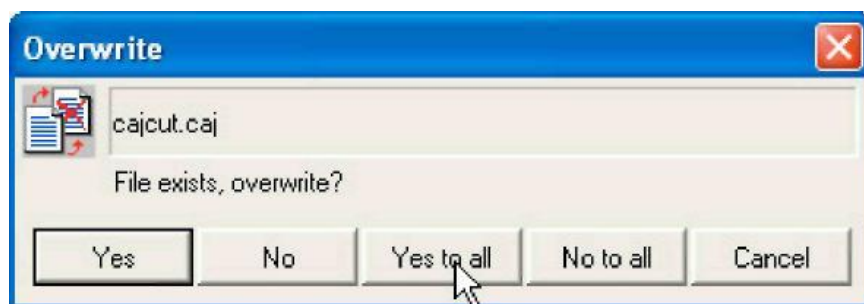 Overwrite
cajcut.caj
File exists, overwrite?
Yes No Yes to all No to all Cancel